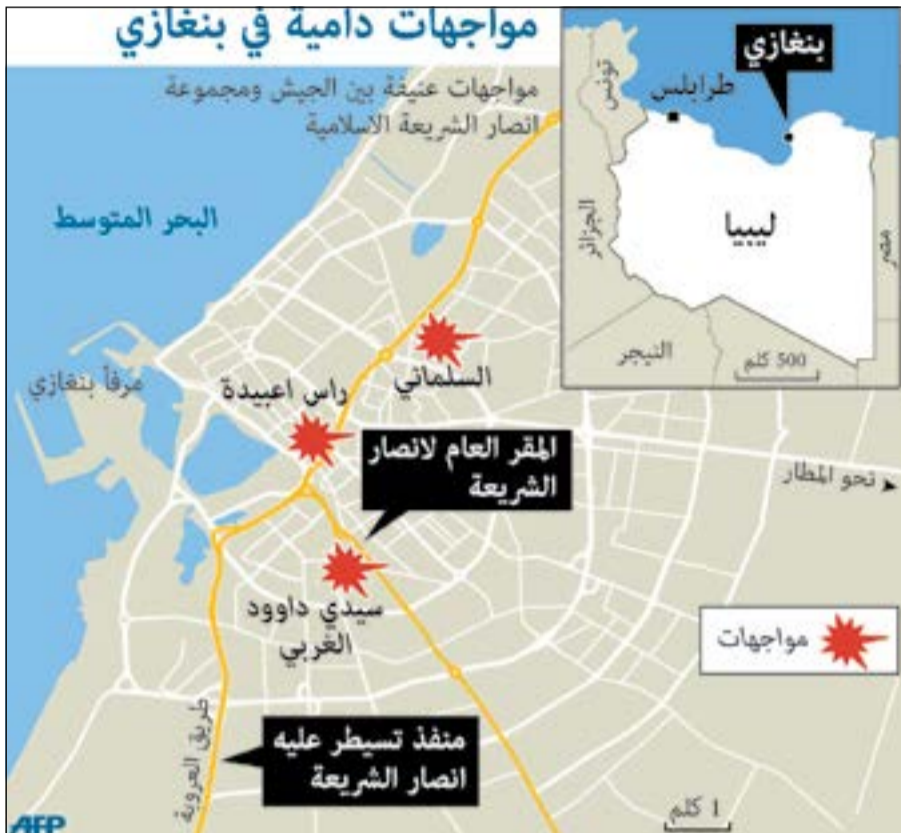 مواجهات دامية في بنغازي
مواجهات عنيفة بين الجيش ومجموعة
انصار الشريعة الاسلامية
بنغازي
تونس
طرابلس
الجزائر
ليبيا
مصر
النيجر
500 كلم
البحر المتوسط
السلماني
مرفأ بنغازي
راس اعبيدة
المقر العام لانصار
الشريعة
نحو المطار
سيدي داوود
الغربي
مواجهات
طريق العروبة
منفذ تسيطر عليه
انصار الشريعة
1 كلم
AFP